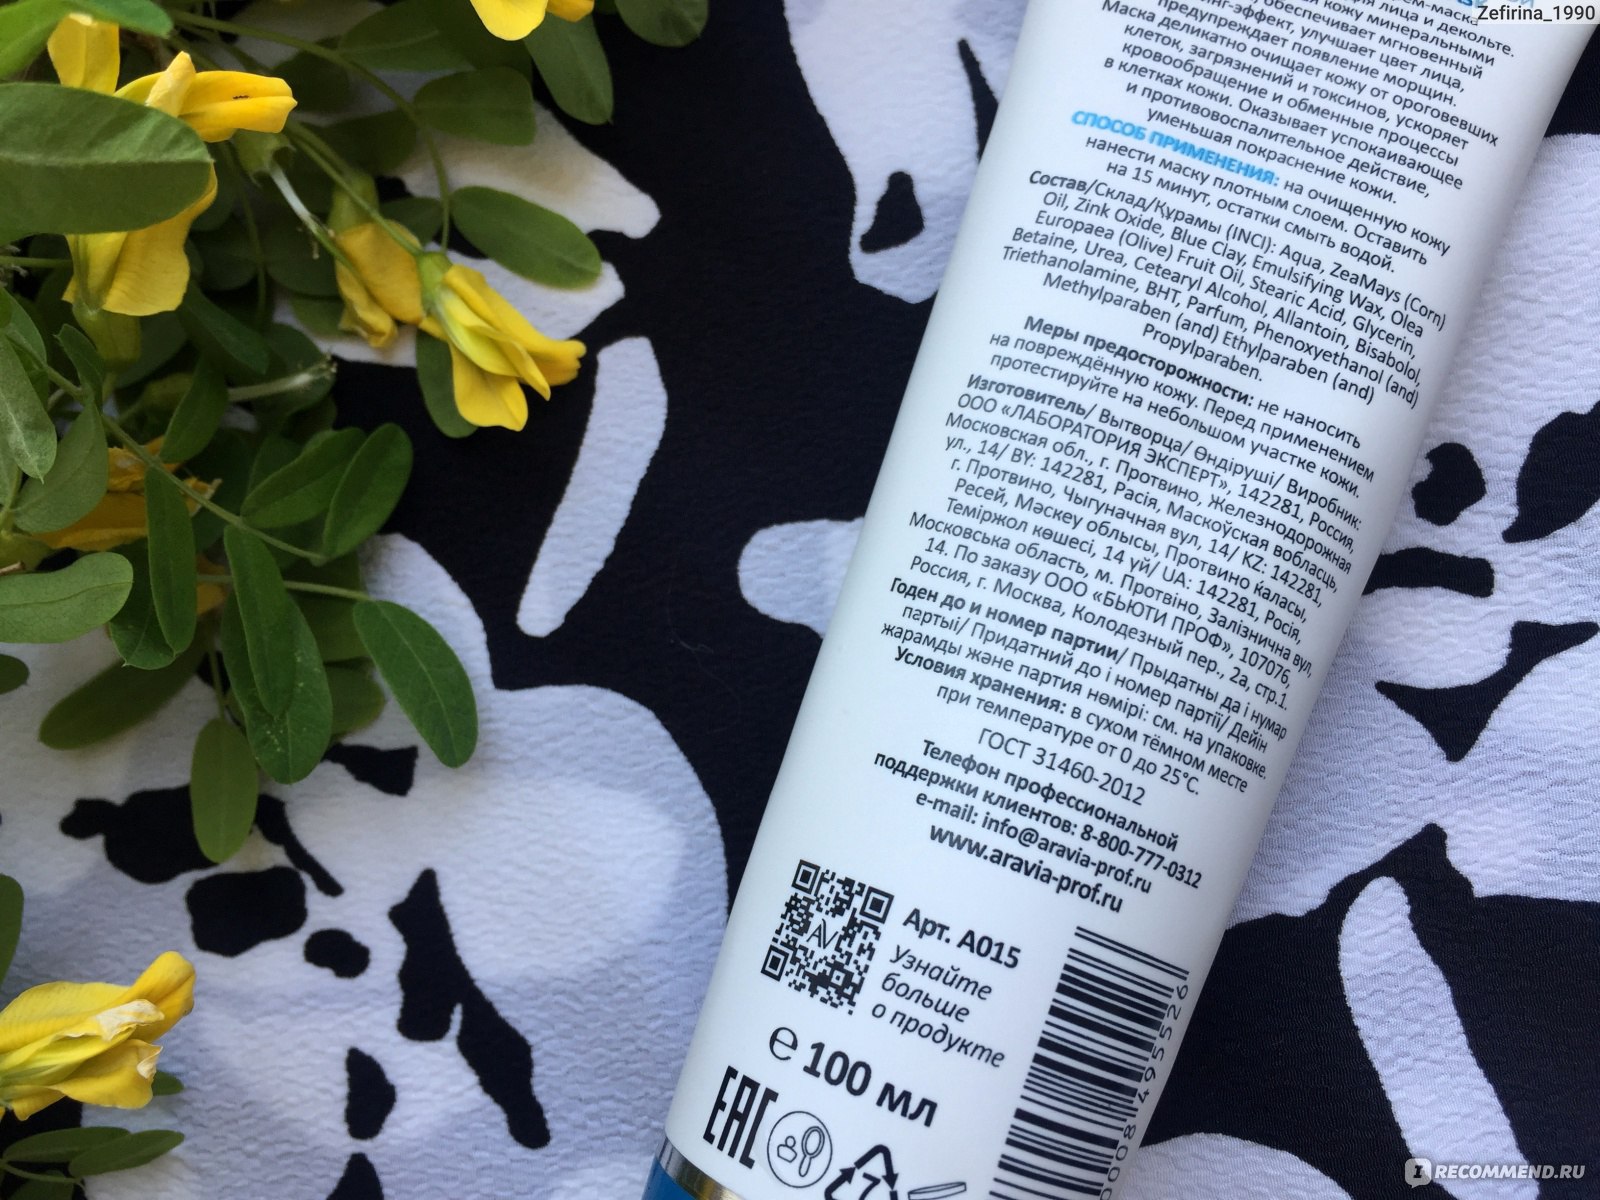 Zefirina_1990
лица и декольте.
кожу минеральными
обеспечивает мгновенный
улучшает цвет лица,
предупреждает появление морщин.
Маска деликатно очищает кожу от ороговевших
клеток, загрязнений и токсинов, ускоряет
кровообращение и обменные процессы
в клетках кожи. Оказывает успокаивающее
и противовоспалительное действие,
уменьшая покраснение кожи.
СПОСОБ ПРИМЕНЕНИЯ: на очищенную кожу
нанести маску плотным слоем. Оставить
на 15 минут, остатки смыть водой.
Состав/Склад/Құрамы (INCI): Aqua, ZeaMays (Corn)
Oil, Zink Oxide, Blue Clay, Emulsifying Wax, Olea
Europaea (Olive) Fruit Oil, Stearic Acid, Glycerin,
Betaine, Urea, Cetearyl Alcohol, Allantoin, Bisabolol,
Triethanolamine, BHT, Parfum, Phenoxyethanol (and)
Methylparaben (and) Ethylparaben (and)
Propylparaben.
Меры предосторожности: не наносить
на повреждённую кожу. Перед применением
протестируйте на небольшом участке кожи.
Изготовитель/ Вытворца/ Өндіруші/ Виробник:
ООО «ЛАБОРАТОРИЯ ЭКСПЕРТ», 142281, Россия,
Московская обл., г. Протвино, Железнодорожная
ул., 14/ BY: 142281, Расія, Маскоўская вобласць,
г. Протвино, Чыгуначная вул, 14/ KZ: 142281,
Ресей, Мәскеу облысы, Протвино қаласы,
Теміржол көшесі, 14 үй/ UA: 142281, Росія,
Московська область, м. Протвіно, Залізнична вул,
14. По заказу ООО «БЬЮТИ ПРОФ», 107076,
Россия, г. Москва, Колодезный пер., 2а, стр.1.
Годен до и номер партии/ Прыдатны да і нумар
партыі/ Придатний до і номер партії/ Дейін
жарамды және партия нөмірі: см. на упаковке.
Условия хранения: в сухом тёмном месте
при температуре от 0 до 25°С.
ГОСТ 31460-2012
Телефон профессиональной
поддержки клиентов: 8-800-777-0312
e-mail: info@aravia-prof.ru
www.aravia-prof.ru
AV
Арт. А015
Узнайте
больше
о продукте
℮ 100 мл
EAC
7
IRECOMMEND.RU